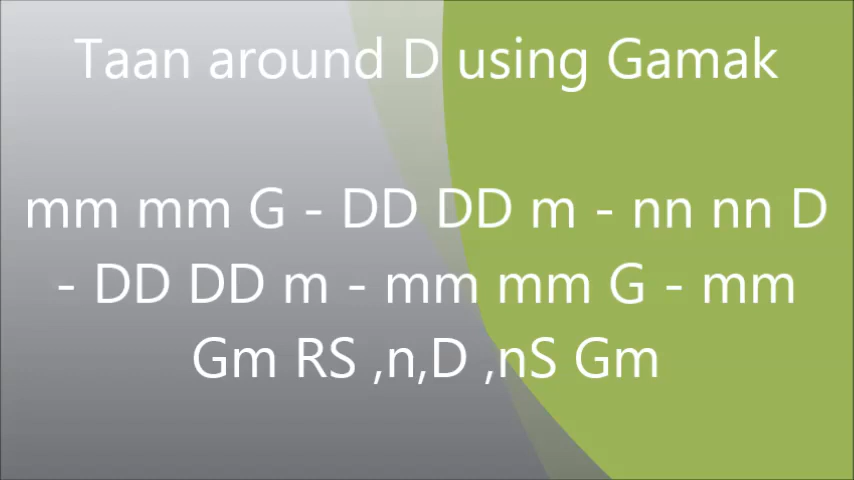 Taan around D using Gamak
mm mm G - DD DD m - nn nn D
- DD DD m - mm mm G - mm
Gm RS ,n,D ,nS Gm